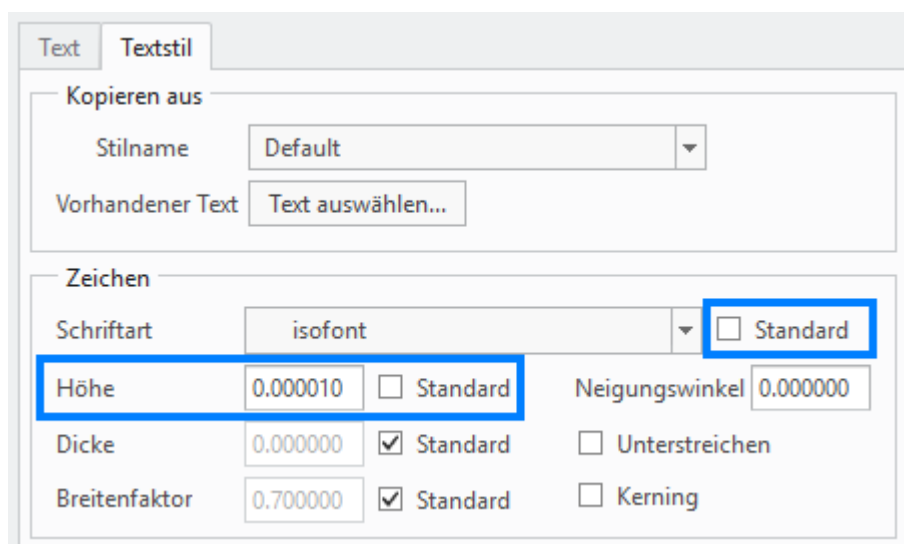 Text Textstil
Kopieren aus
Stilname Default
Vorhandener Text Text auswählen...
Zeichen
Schriftart isofont Standard
Höhe 0.000010 Standard Neigungswinkel 0.000000
Dicke 0.000000 Standard Unterstreichen
Breitenfaktor 0.700000 Standard Kerning